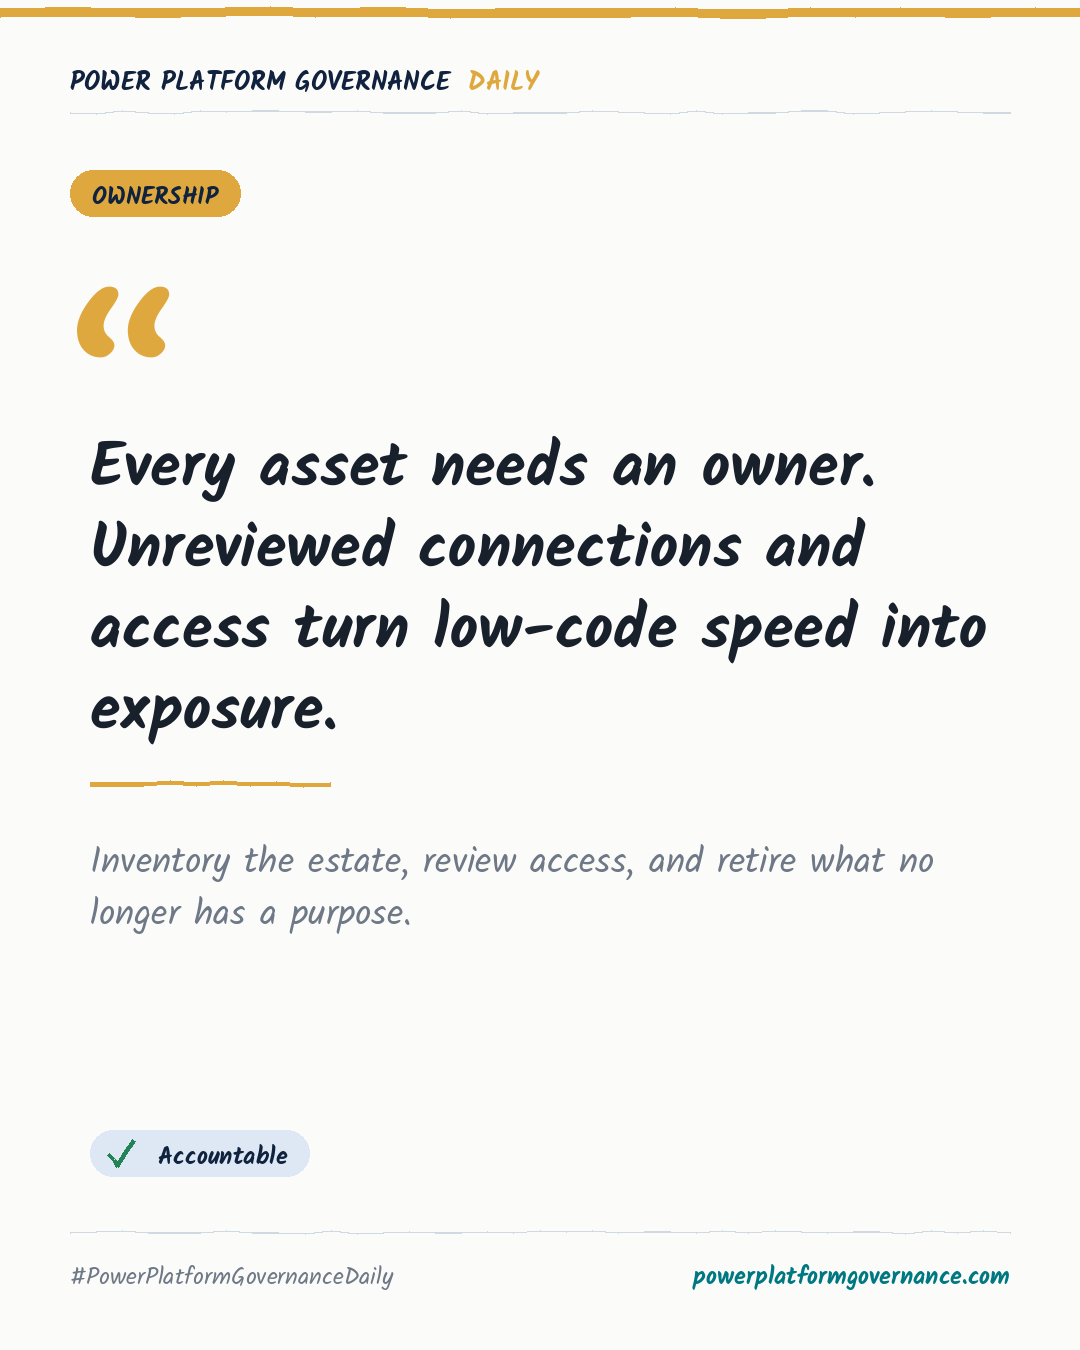 POWER PLATFORM GOVERNANCE DAILY
OWNERSHIP
“
Every asset needs an owner.
Unreviewed connections and
access turn low-code speed into
exposure.
Inventory the estate, review access, and retire what no
longer has a purpose.
✓ Accountable
#PowerPlatformGovernanceDaily
powerplatformgovernance.com